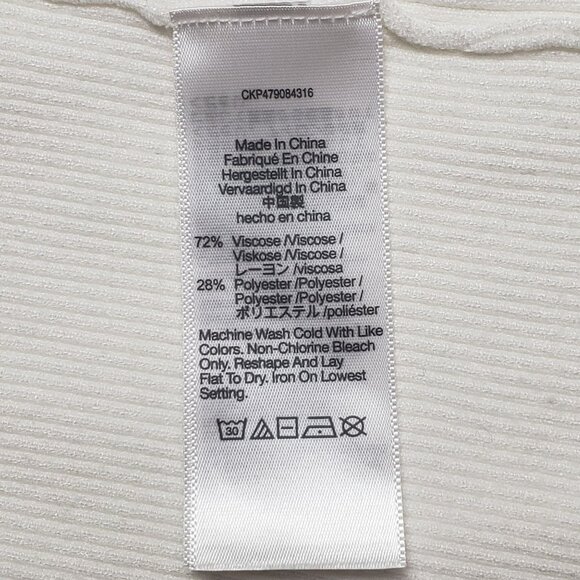 CKP479084316
Made In China
Fabriqué En Chine
Hergestellt In China
Vervaardigd In China
中国製
hecho en china
72% Viscose /Viscose /
Viskose /Viscose /
レーヨン /viscosa
28% Polyester /Polyester /
Polyester /Polyester /
ポリエステル /poliéster
Machine Wash Cold With Like
Colors. Non-Chlorine Bleach
Only. Reshape And Lay
Flat To Dry. Iron On Lowest
Setting.
30